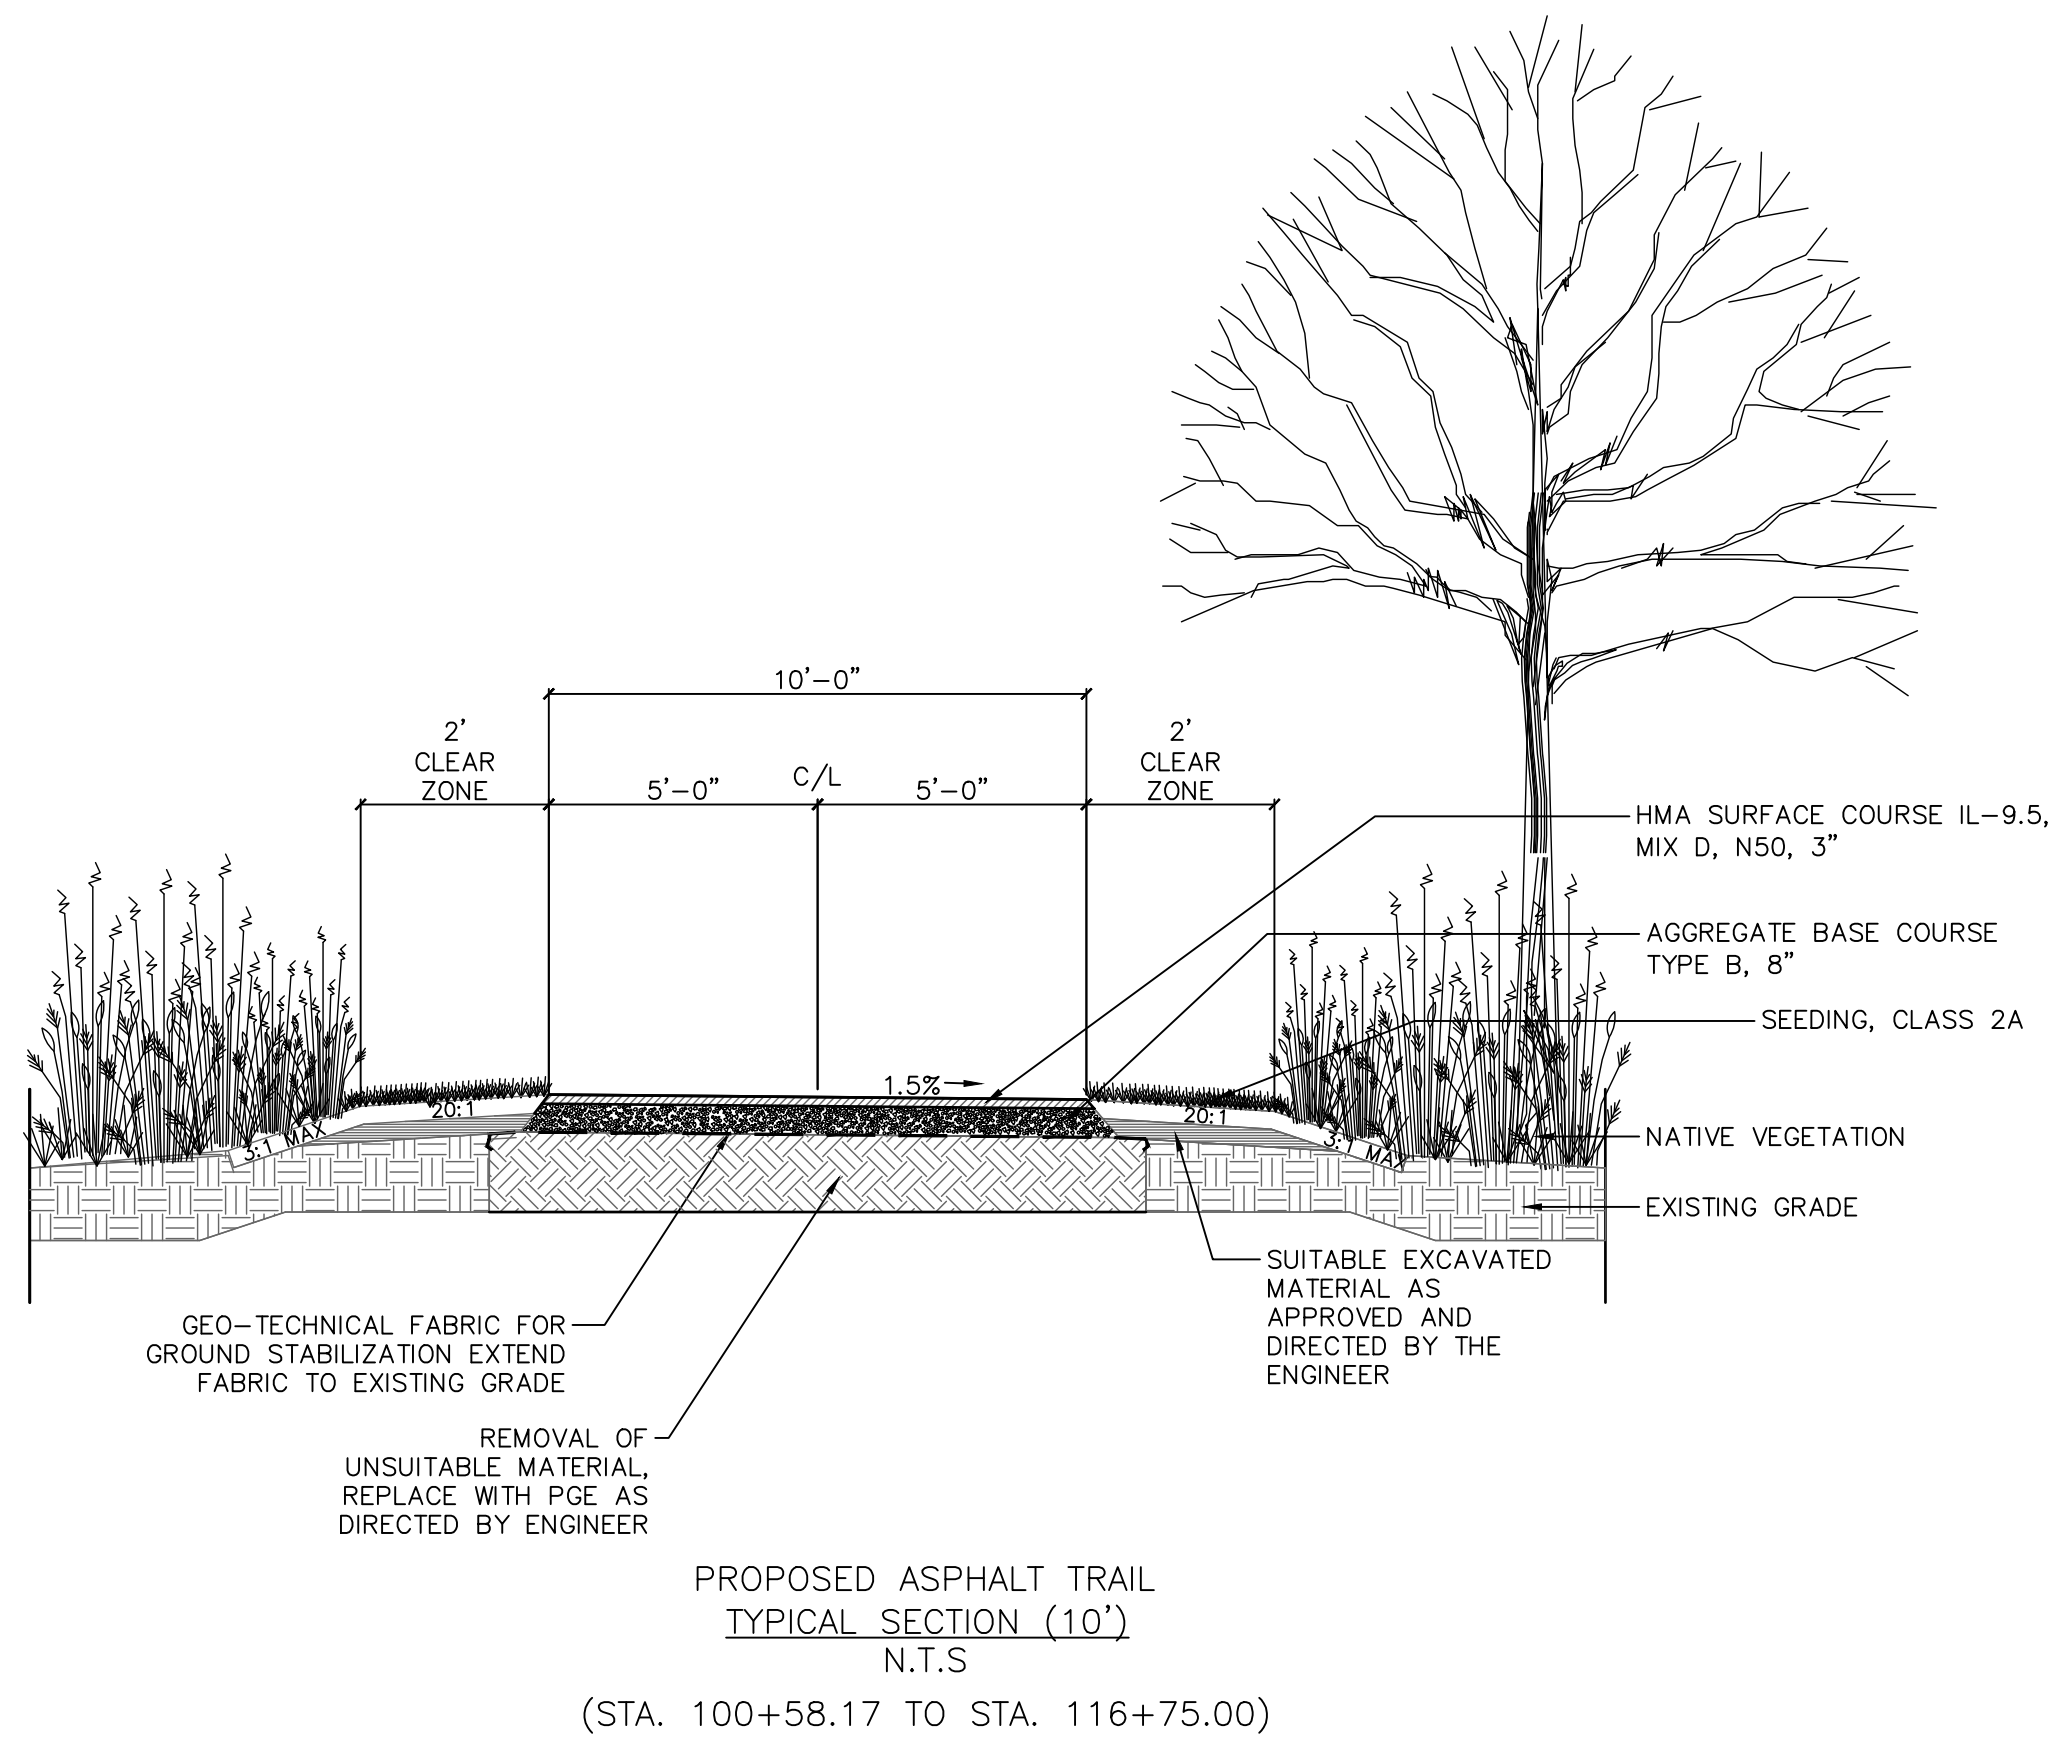 10'-0"
2'
CLEAR
ZONE
5'-0"
C/L
5'-0"
2'
CLEAR
ZONE
HMA SURFACE COURSE IL-9.5,
MIX D, N50, 3"
AGGREGATE BASE COURSE
TYPE B, 8"
SEEDING, CLASS 2A
1.5%
20:1
20:1
3:1 MAX
3:1 MAX
NATIVE VEGETATION
EXISTING GRADE
SUITABLE EXCAVATED
MATERIAL AS
APPROVED AND
DIRECTED BY THE
ENGINEER
GEO-TECHNICAL FABRIC FOR
GROUND STABILIZATION EXTEND
FABRIC TO EXISTING GRADE
REMOVAL OF
UNSUITABLE MATERIAL,
REPLACE WITH PGE AS
DIRECTED BY ENGINEER
PROPOSED ASPHALT TRAIL
TYPICAL SECTION (10')
N.T.S
(STA. 100+58.17 TO STA. 116+75.00)